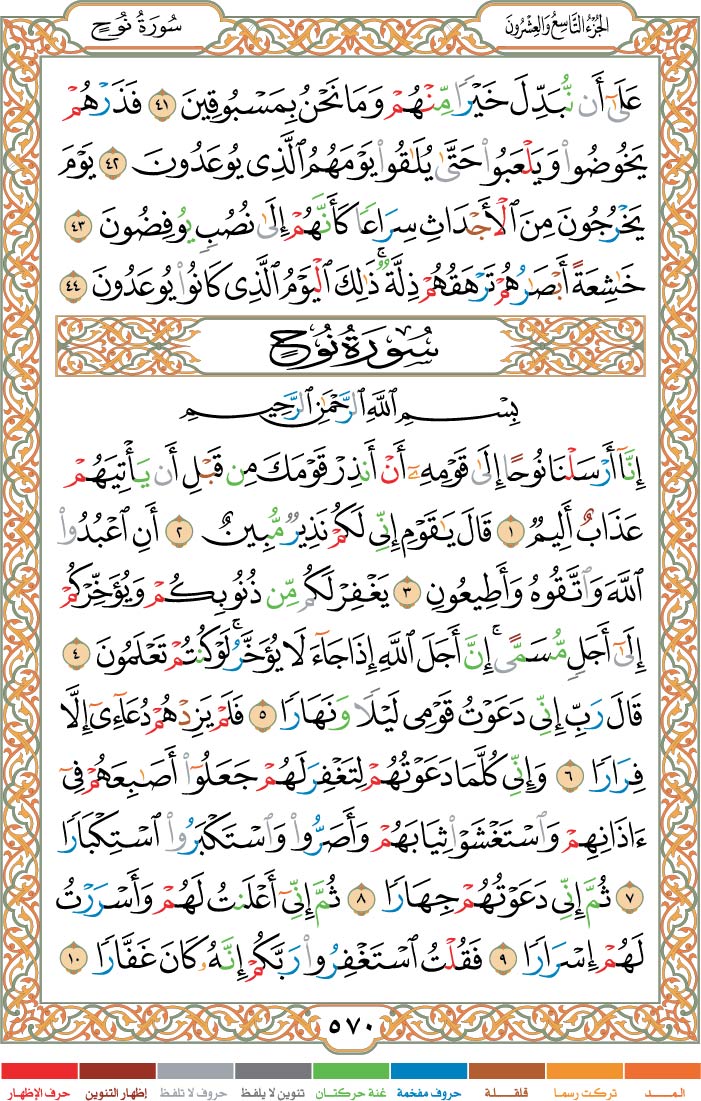 الجُزْءُ التَّاسِعُ وَالعِشْرُونَ
سُورَةُ نُوحٍ
عَلَىٰٓ أَن نُّبَدِّلَ خَيْرًا مِّنْهُمْ وَمَا نَحْنُ بِمَسْبُوقِينَ ٤١ فَذَرْهُمْ
يَخُوضُوا۟ وَيَلْعَبُوا۟ حَتَّىٰ يُلَٰقُوا۟ يَوْمَهُمُ ٱلَّذِى يُوعَدُونَ ٤٢ يَوْمَ
يَخْرُجُونَ مِنَ ٱلْأَجْدَاثِ سِرَاعًا كَأَنَّهُمْ إِلَىٰ نُصُبٍ يُوفِضُونَ ٤٣
خَٰشِعَةً أَبْصَٰرُهُمْ تَرْهَقُهُمْ ذِلَّةٌ ۚ ذَٰلِكَ ٱلْيَوْمُ ٱلَّذِى كَانُوا۟ يُوعَدُونَ ٤٤
سُورَةُ نُوحٍ
بِسْمِ ٱللَّهِ ٱلرَّحْمَٰنِ ٱلرَّحِيمِ
إِنَّآ أَرْسَلْنَا نُوحًا إِلَىٰ قَوْمِهِۦٓ أَنْ أَنذِرْ قَوْمَكَ مِن قَبْلِ أَن يَأْتِيَهُمْ
عَذَابٌ أَلِيمٌ ١ قَالَ يَٰقَوْمِ إِنِّى لَكُمْ نَذِيرٌ مُّبِينٌ ٢ أَنِ ٱعْبُدُوا۟
ٱللَّهَ وَٱتَّقُوهُ وَأَطِيعُونِ ٣ يَغْفِرْ لَكُم مِّن ذُنُوبِكُمْ وَيُؤَخِّرْكُمْ
إِلَىٰٓ أَجَلٍ مُّسَمًّى ۚ إِنَّ أَجَلَ ٱللَّهِ إِذَا جَآءَ لَا يُؤَخَّرُ ۖ لَوْ كُنتُمْ تَعْلَمُونَ ٤
قَالَ رَبِّ إِنِّى دَعَوْتُ قَوْمِى لَيْلًا وَنَهَارًا ٥ فَلَمْ يَزِدْهُمْ دُعَآءِىٓ إِلَّا
فِرَارًا ٦ وَإِنِّى كُلَّمَا دَعَوْتُهُمْ لِتَغْفِرَ لَهُمْ جَعَلُوٓا۟ أَصَٰبِعَهُمْ فِىٓ
ءَاذَانِهِمْ وَٱسْتَغْشَوْا۟ ثِيَابَهُمْ وَأَصَرُّوا۟ وَٱسْتَكْبَرُوا۟ ٱسْتِكْبَارًا
٧ ثُمَّ إِنِّى دَعَوْتُهُمْ جِهَارًا ٨ ثُمَّ إِنِّىٓ أَعْلَنتُ لَهُمْ وَأَسْرَرْتُ
لَهُمْ إِسْرَارًا ٩ فَقُلْتُ ٱسْتَغْفِرُوا۟ رَبَّكُمْ إِنَّهُۥ كَانَ غَفَّارًا ١٠
٥٧٠
المـــد تركت رسما قلقـلة حروف مفخمة غنة حركتان تنوين لا يلفظ حروف لا تلفظ إظهار التنوين حرف الإظهار